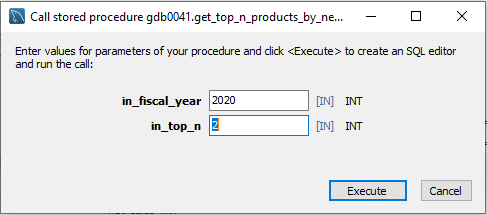 Call stored procedure gdb0041.get_top_n_products_by_ne...
Enter values for parameters of your procedure and click <Execute> to create an SQL editor
and run the call:
in_fiscal_year 2020 [IN] INT
in_top_n 2 [IN] INT
Execute Cancel